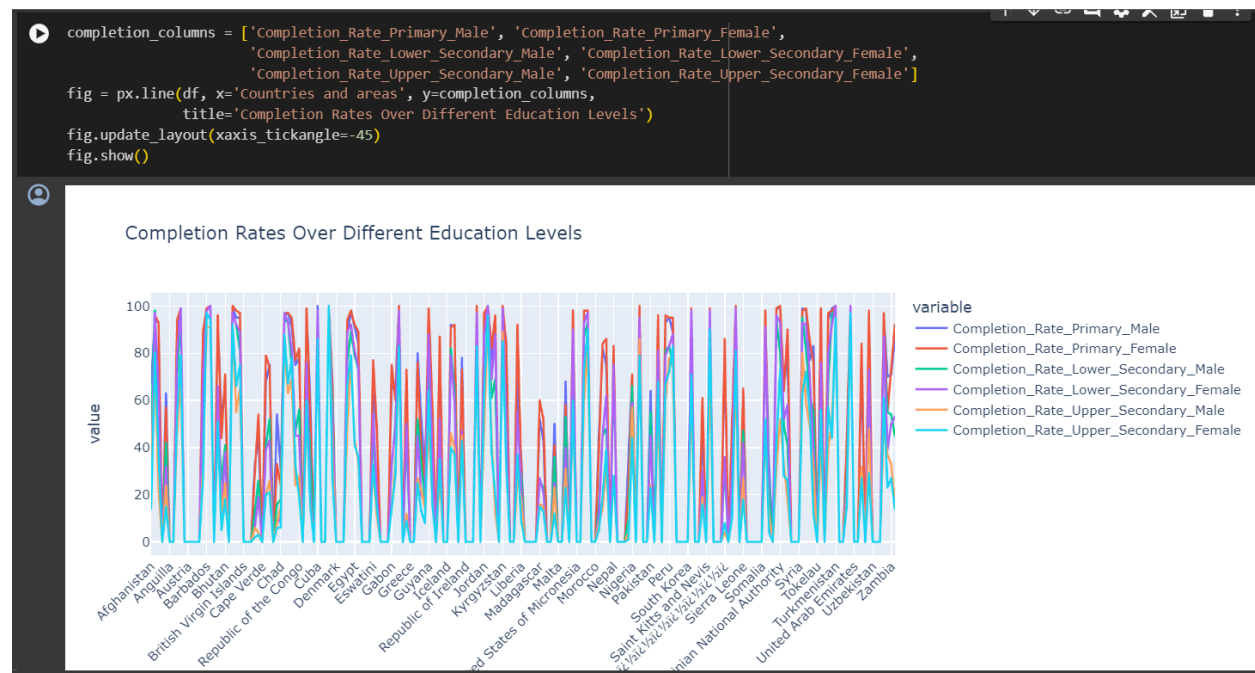 completion_columns = ['Completion_Rate_Primary_Male', 'Completion_Rate_Primary_Female',
'Completion_Rate_Lower_Secondary_Male', 'Completion_Rate_Lower_Secondary_Female',
'Completion_Rate_Upper_Secondary_Male', 'Completion_Rate_Upper_Secondary_Female']
fig = px.line(df, x='Countries and areas', y=completion_columns,
title='Completion Rates Over Different Education Levels')
fig.update_layout(xaxis_tickangle=-45)
fig.show()
Completion Rates Over Different Education Levels
variable
Completion_Rate_Primary_Male
Completion_Rate_Primary_Female
Completion_Rate_Lower_Secondary_Male
Completion_Rate_Lower_Secondary_Female
Completion_Rate_Upper_Secondary_Male
Completion_Rate_Upper_Secondary_Female
value
100
80
60
40
20
0
Afghanistan
Anguilla
Austria
Barbados
Bhutan
British Virgin Islands
Cape Verde
Chad
Republic of the Congo
Cuba
Denmark
Egypt
Eswatini
Gabon
Greece
Guyana
Iceland
Republic of Ireland
Jordan
Kyrgyzstan
Liberia
Madagascar
Malta
States of Micronesia
Morocco
Nepal
Nigeria
Pakistan
Peru
South Korea
Saint Kitts and Nevis
Sierra Leone
Somalia
National Authority
Syria
Tokelau
Turkmenistan
United Arab Emirates
Uzbekistan
Zambia